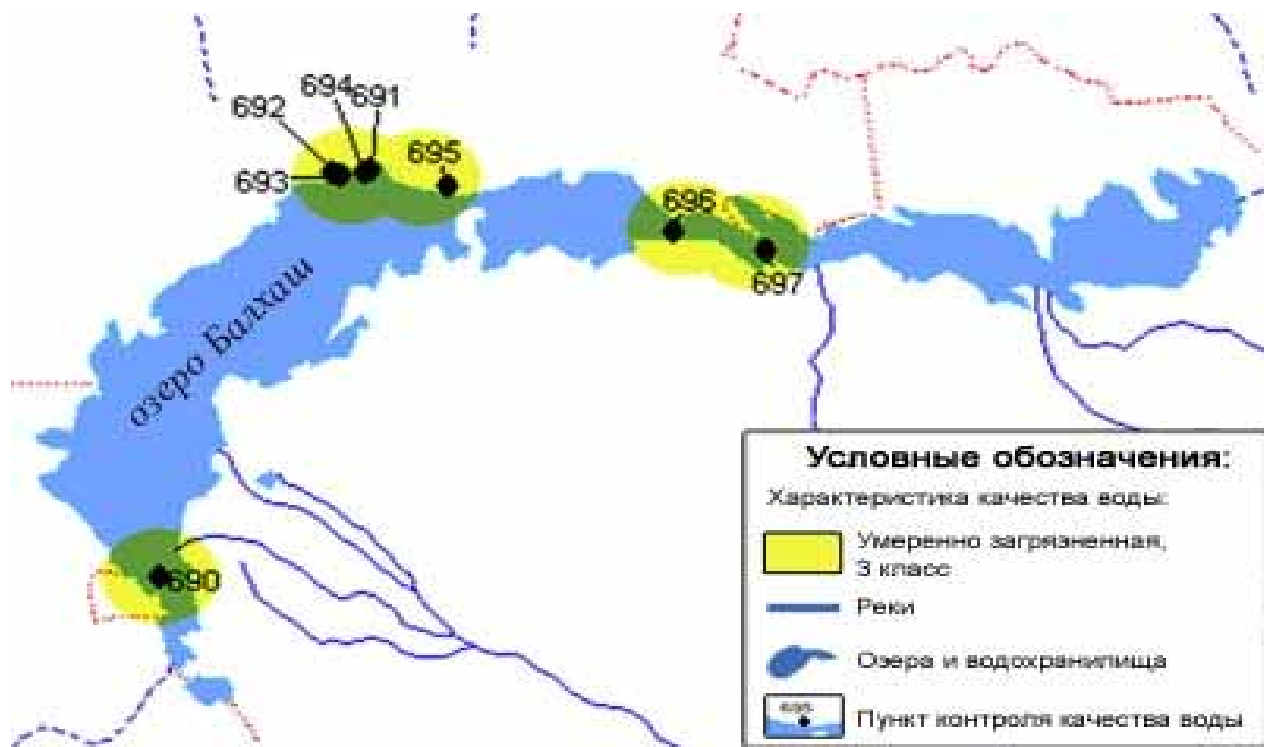 694 691
692
695
693
696
697
озеро Балхаш
690
Условные обозначения:
Характеристика качества воды:
Умеренно загрязненная,
3 класс
Реки
Озера и водохранилища
Пункт контроля качества воды